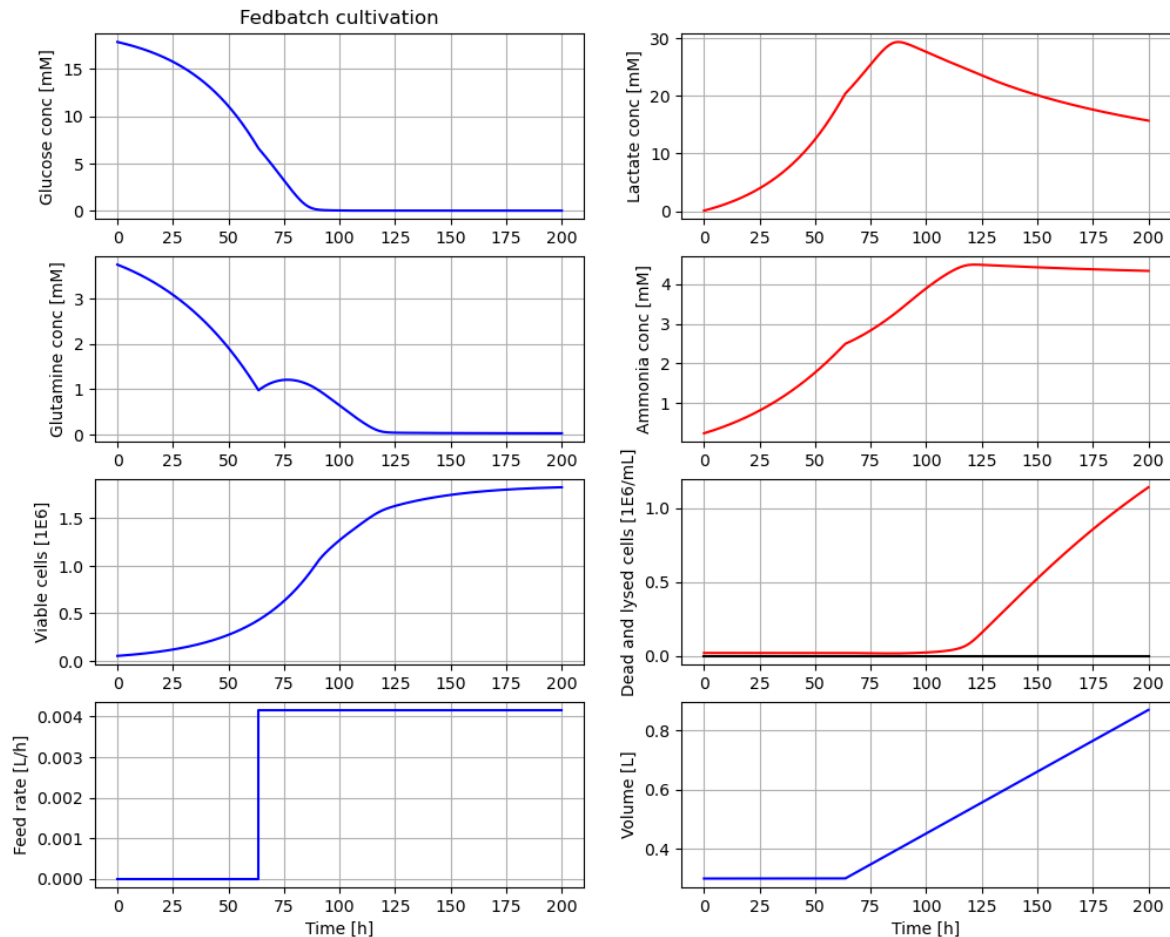 Fedbatch cultivation
Glucose conc [mM]
15
10
5
0
0 25 50 75 100 125 150 175 200
Lactate conc [mM]
30
20
10
0
0 25 50 75 100 125 150 175 200
Glutamine conc [mM]
3
2
1
0
0 25 50 75 100 125 150 175 200
Ammonia conc [mM]
4
3
2
1
0 25 50 75 100 125 150 175 200
Viable cells [1E6]
1.5
1.0
0.5
0.0
0 25 50 75 100 125 150 175 200
Dead and lysed cells [1E6/mL]
1.0
0.5
0.0
0 25 50 75 100 125 150 175 200
Feed rate [L/h]
0.004
0.003
0.002
0.001
0.000
0 25 50 75 100 125 150 175 200
Time [h]
Volume [L]
0.8
0.6
0.4
0 25 50 75 100 125 150 175 200
Time [h]